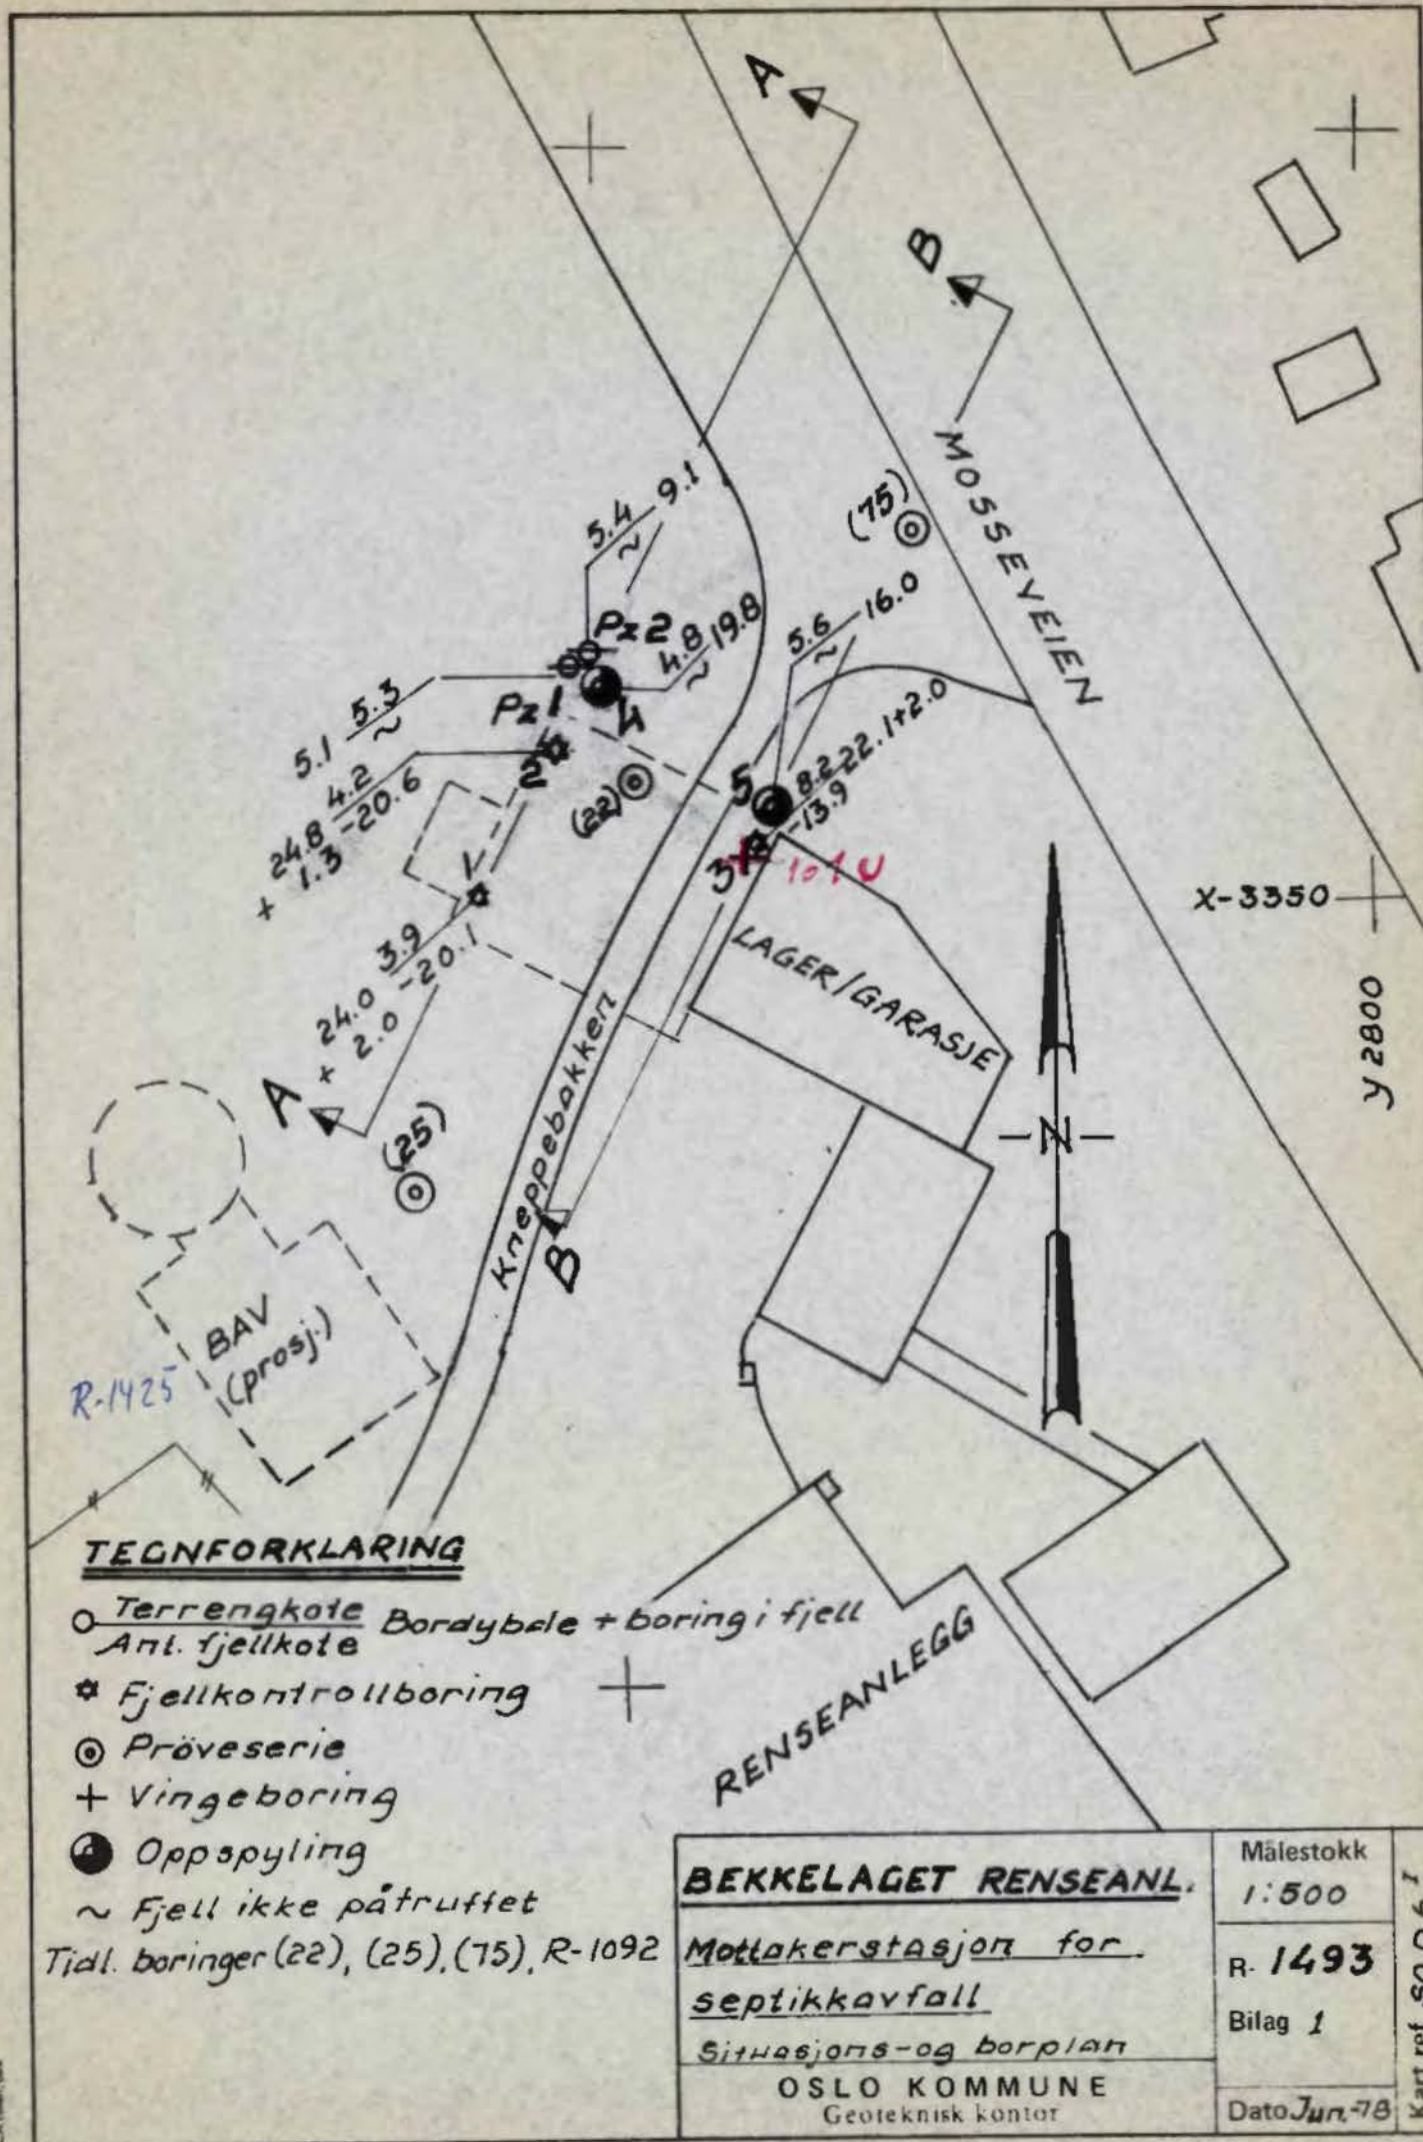 A
B
MOSSEVEIEN
(75)
5.4 9.1
~
Pz2
4.8 19.8
~
5.6 16.0
~
5.1 5.3
~
Pz1
4
2
4.2
24.8 -20.6
+ 1.3
(22)
5
8.2 22.1+2.0
-13.9
3
101 U
1
3.9
24.0 -20.1
+ 2.0
X-3350
Y 2800
LAGER/GARASJE
Kneppebakken
N
A
(25)
B
BAV
(prosj.)
R-1425
RENSEANLEGG
TEGNFORKLARING
Terrengkote Bordybde + boring i fjell
Ant. fjellkote
Fjellkontrollboring
Pröveserie
+ Vingeboring
Oppspyling
~ Fjell ikke påtruffet
Tidl. boringer (22), (25), (75), R-1092
BEKKELAGET RENSEANL.
Mottakerstasjon for
septikkavfall
Situasjons-og borplan
OSLO KOMMUNE
Geoteknisk kontor
Målestokk
1:500
R- 1493
Bilag 1
Dato Jun.-78
Kart ref.